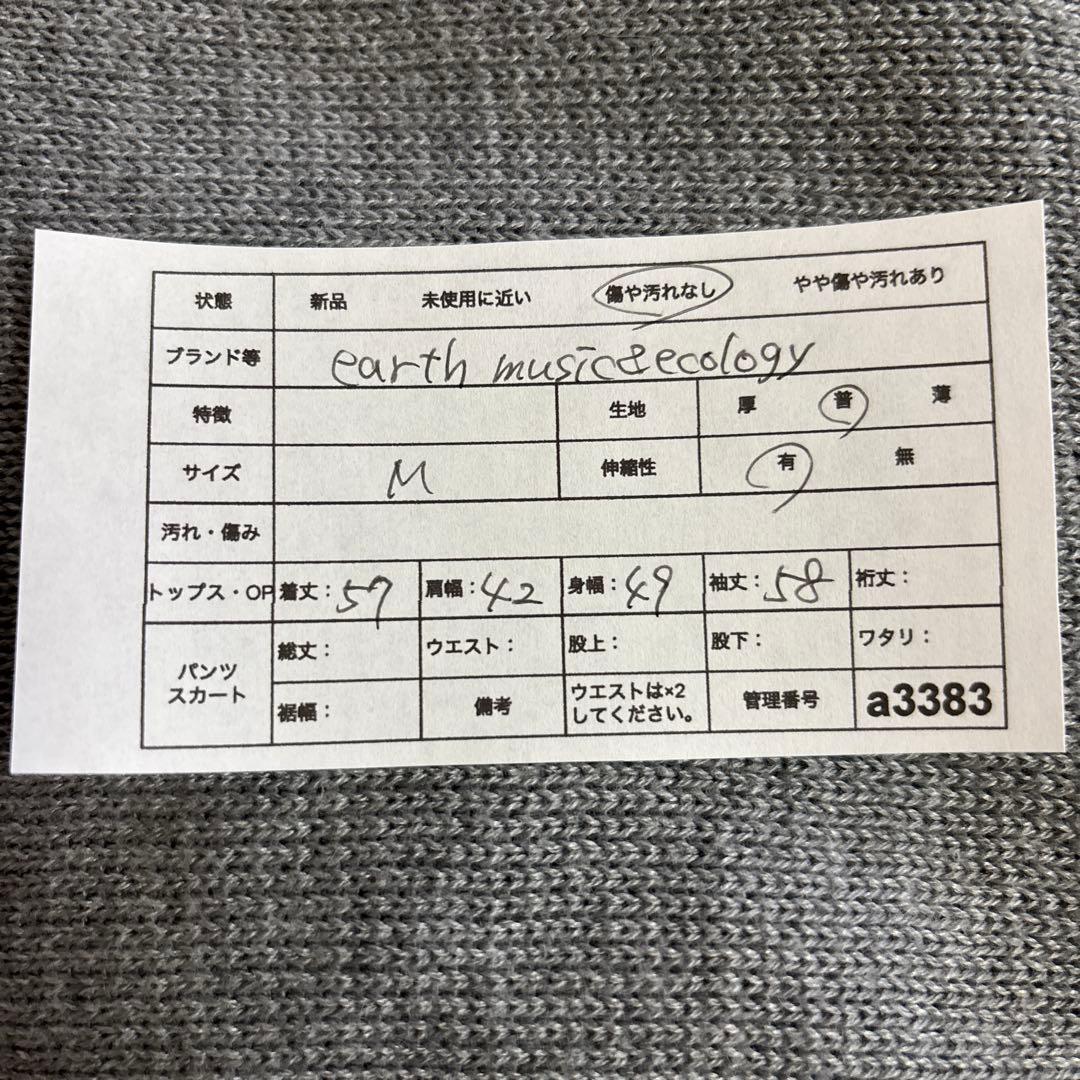 状態 新品 未使用に近い 傷や汚れなし やや傷や汚れあり
ブランド等 earth music&ecology
特徴 生地 厚 普 薄
サイズ M 伸縮性 有 無
汚れ・傷み
トップス・OP 着丈:57 肩幅:42 身幅:49 袖丈:58 裄丈:
パンツ
スカート
総丈: ウエスト: 股上: 股下: ワタリ:
裾幅: 備考 ウエストは×2
してください。
管理番号 a3383